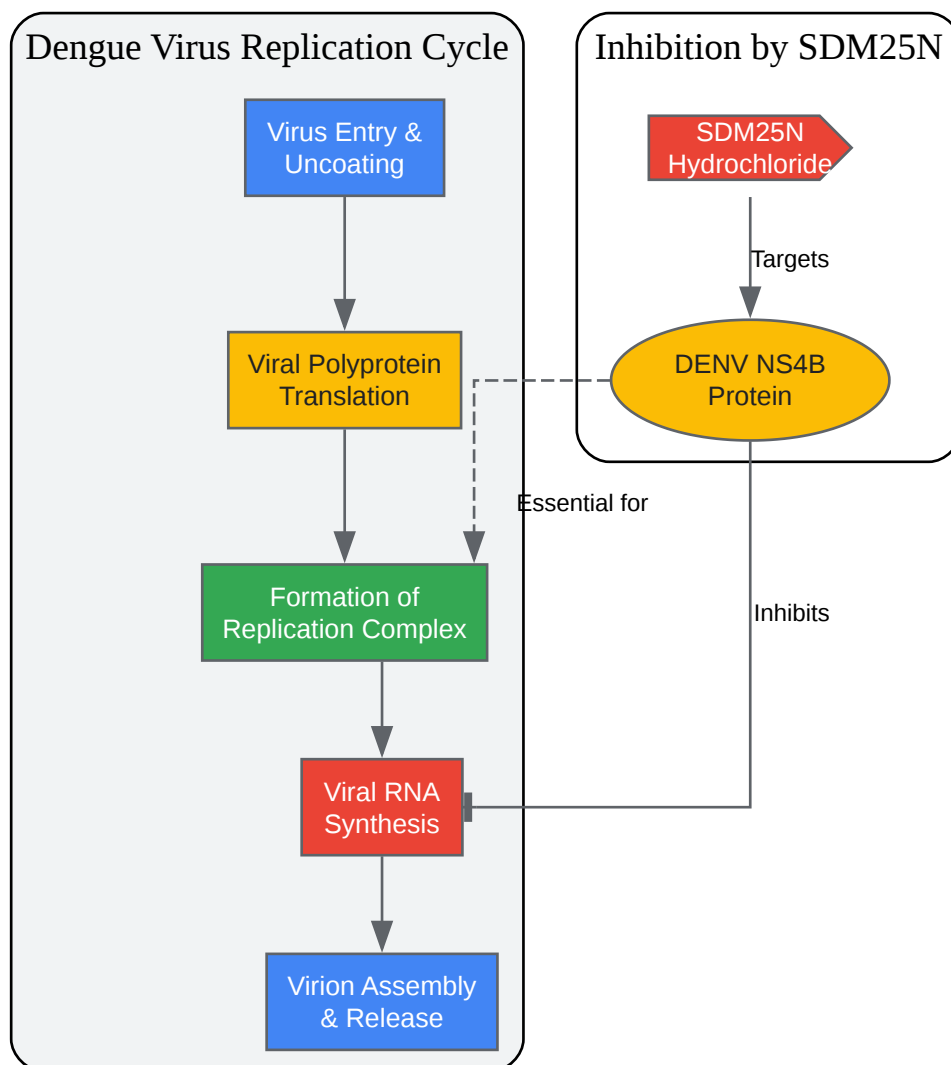 Dengue Virus Replication Cycle
Virus Entry &
Uncoating
Viral Polyprotein
Translation
Formation of
Replication Complex
Viral RNA
Synthesis
Virion Assembly
& Release
Inhibition by SDM25N
SDM25N
Hydrochloride
Targets
DENV NS4B
Protein
Essential for
Inhibits